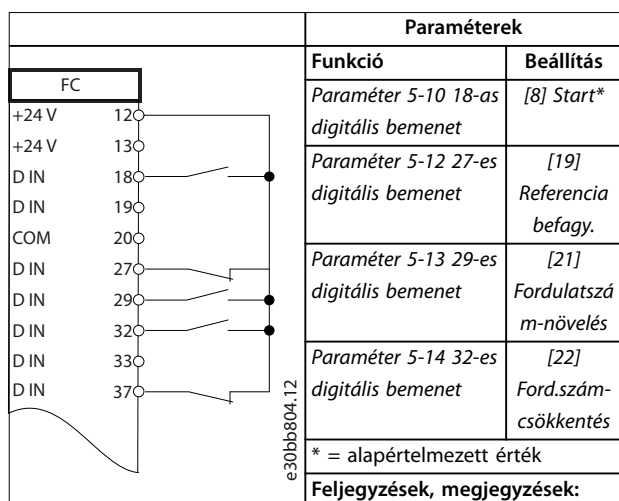 Paraméterek
Funkció Beállítás
FC
+24 V 12
+24 V 13
D IN 18
D IN 19
COM 20
D IN 27
D IN 29
D IN 32
D IN 33
D IN 37
e30bb804.12
Paraméter 5-10 18-as [8] Start*
digitális bemenet
Paraméter 5-12 27-es [19]
digitális bemenet Referencia
befagy.
Paraméter 5-13 29-es [21]
digitális bemenet Fordulatszá
m-növelés
Paraméter 5-14 32-es [22]
digitális bemenet Ford.szám-
csökkentés
* = alapértelmezett érték
Feljegyzések, megjegyzések: